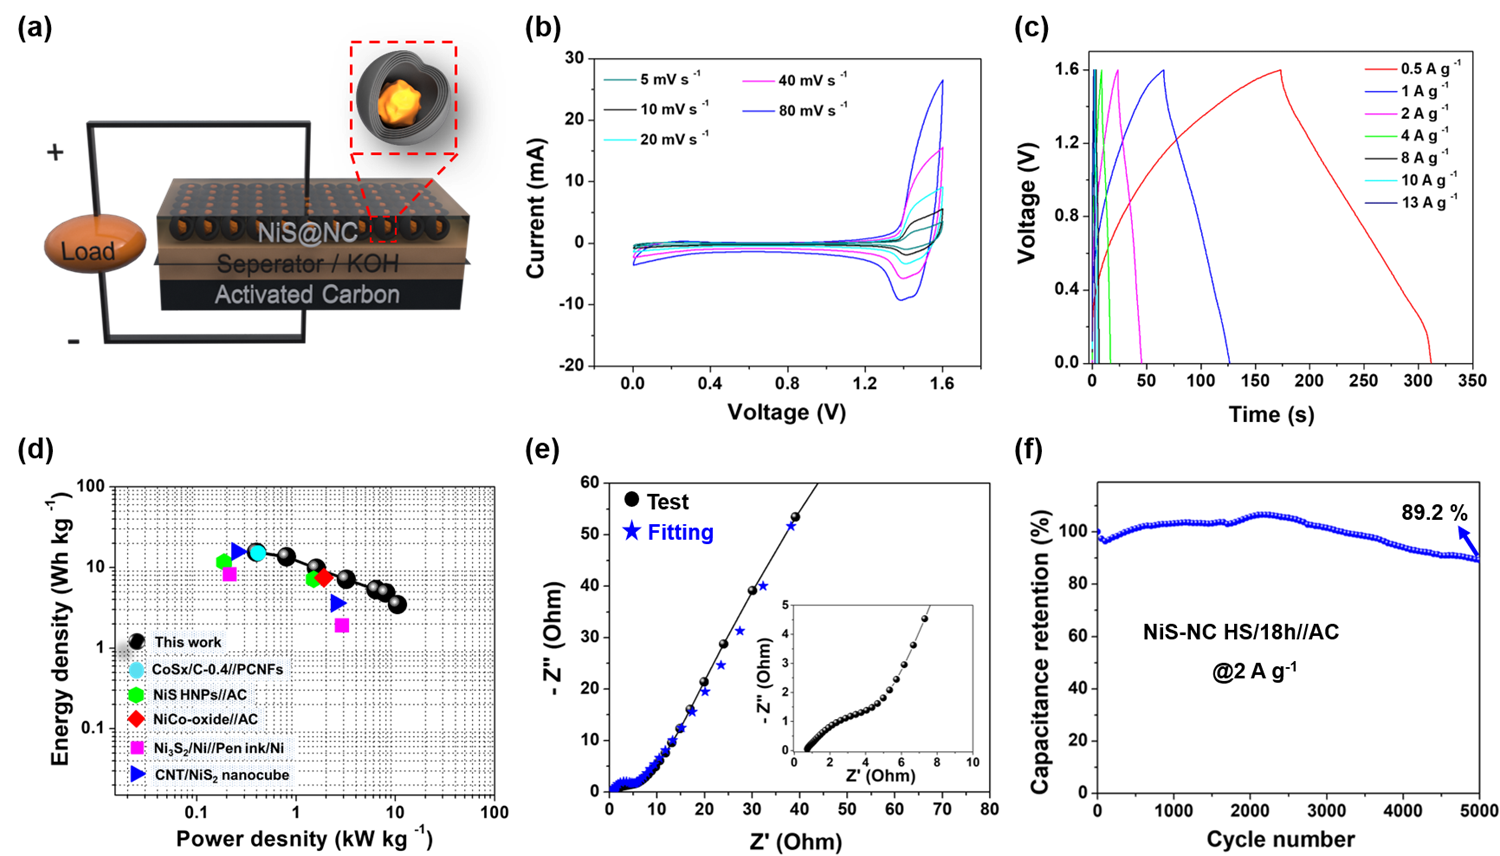 (a)
+
-
Load
NiS@NC
Seperator / KOH
Activated Carbon
(b)
Current (mA)
30
20
10
0
-10
-20
5 mV s -1
10 mV s -1
20 mV s -1
40 mV s -1
80 mV s -1
0.0 0.4 0.8 1.2 1.6
Voltage (V)
(c)
Voltage (V)
1.6
1.2
0.8
0.4
0.0
0.5 A g -1
1 A g -1
2 A g -1
4 A g -1
8 A g -1
10 A g -1
13 A g -1
0 50 100 150 200 250 300 350
Time (s)
(d)
Energy density (Wh kg -1)
100
10
1
0.1
This work
CoSx/C-0.4//PCNFs
NiS HNPs//AC
NiCo-oxide//AC
Ni3S2/Ni//Pen ink/Ni
CNT/NiS2 nanocube
0.1 1 10 100
Power desnity (kW kg -1)
(e)
- Z'' (Ohm)
60
50
40
30
20
10
0
Test
Fitting
- Z'' (Ohm)
5
4
3
2
1
0
0 2 4 6 8 10
Z' (Ohm)
0 10 20 30 40 50 60 70 80
Z' (Ohm)
(f)
Capacitance retention (%)
100
80
60
40
20
0
89.2 %
NiS-NC HS/18h//AC
@2 A g-1
0 1000 2000 3000 4000 5000
Cycle number